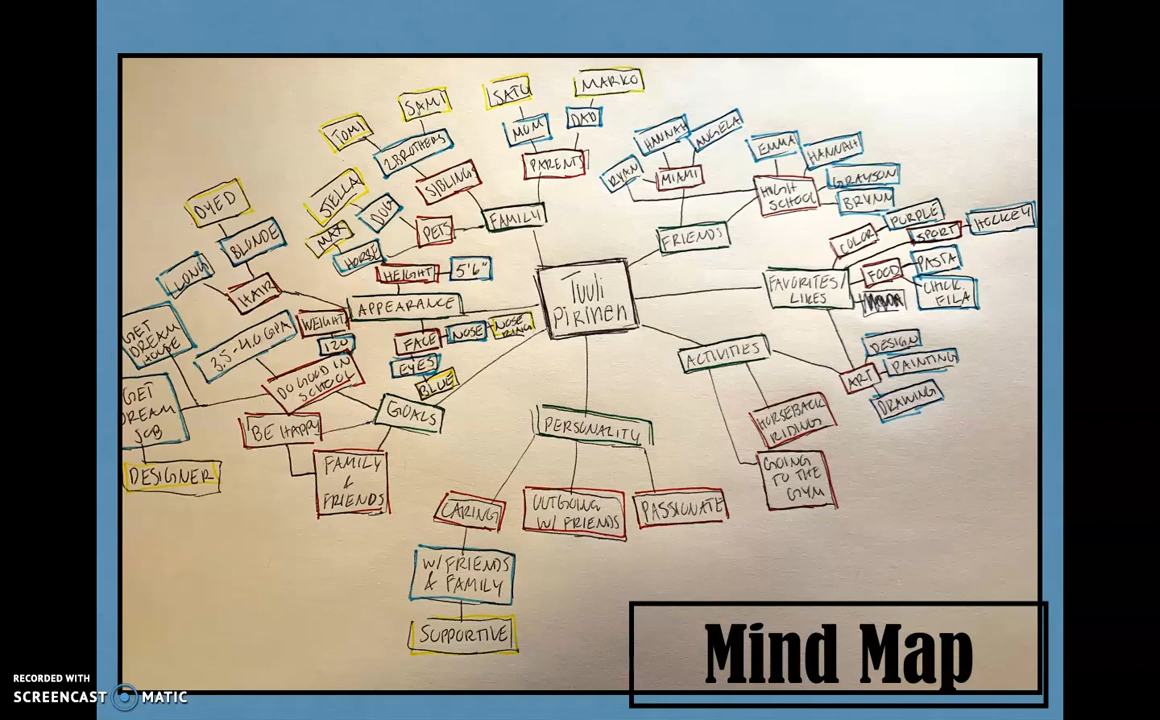 MARKO
SATU
SAMI
TOMI
MOM
DAD
2 BROTHERS
PARENTS
SIBLINGS
HANNAH
ANGELA
RYAN
MIAMI
EMMA
HANNAH
GRAYSON
BRYNN
HIGH
SCHOOL
STELLA
DOG
MAX
HORSE
PETS
FAMILY
FRIENDS
DYED
BLONDE
LONG
HAIR
HEIGHT
5'6"
APPEARANCE
WEIGHT
120
FACE
NOSE
NOSE
RING
EYES
BLUE
Tuuli
Pirinen
PURPLE
COLOR
SPORT
HOCKEY
FOOD
PASTA
CHICK
FILA
FAVORITES/
LIKES
DESIGN
PAINTING
ART
DRAWING
GET
DREAM
HOUSE
3.5-4.0 GPA
DO GOOD IN
SCHOOL
GET
DREAM
JOB
DESIGNER
BE HAPPY
GOALS
FAMILY
&
FRIENDS
PERSONALITY
ACTIVITIES
HORSEBACK
RIDING
GOING
TO THE
GYM
CARING
OUTGOING
W/ FRIENDS
PASSIONATE
W/ FRIENDS
& FAMILY
SUPPORTIVE
Mind Map
RECORDED WITH
SCREENCAST MATIC